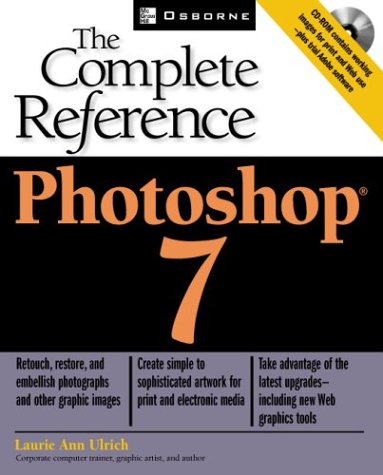 Mc
Graw
Hill
OSBORNE
CD-ROM contains working
images for print and Web use
—plus trial Adobe software
The
Complete
Reference
Photoshop®
7
Retouch, restore, and
embellish photographs
and other graphic images
Create simple to
sophisticated artwork for
print and electronic media
Take advantage of the
latest upgrades—
including new Web
graphics tools
Laurie Ann Ulrich
Corporate computer trainer, graphic artist, and author